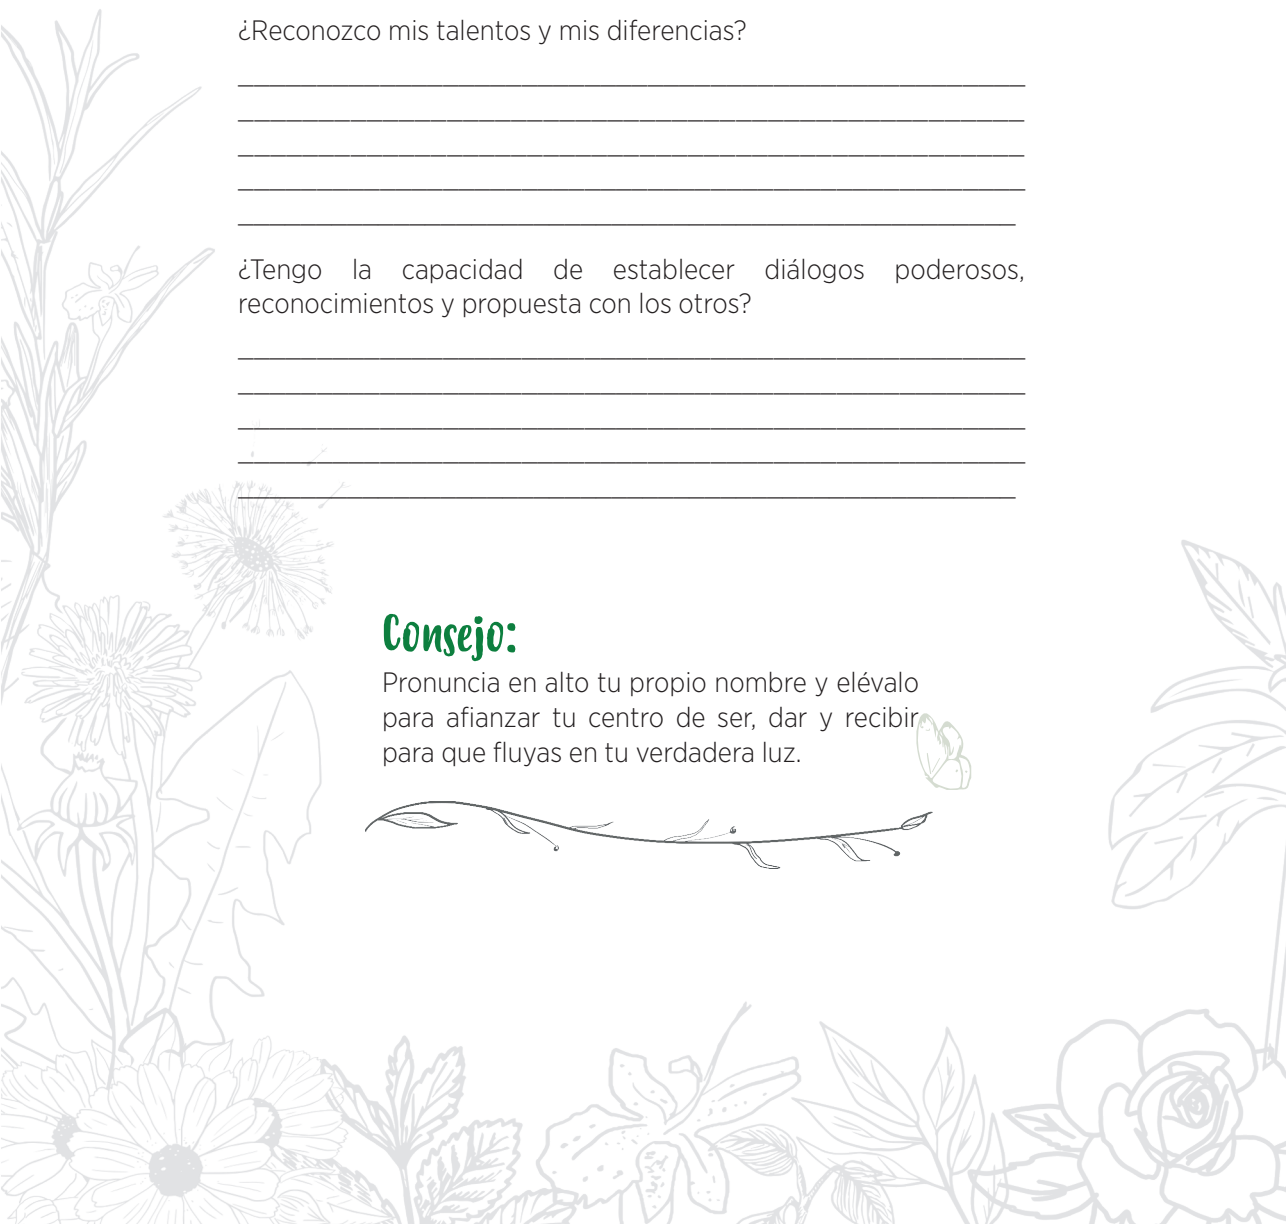 ¿Reconozco mis talentos y mis diferencias?
¿Tengo la capacidad de establecer diálogos poderosos,
reconocimientos y propuesta con los otros?
Consejo:
Pronuncia en alto tu propio nombre y elévalo
para afianzar tu centro de ser, dar y recibir
para que fluyas en tu verdadera luz.